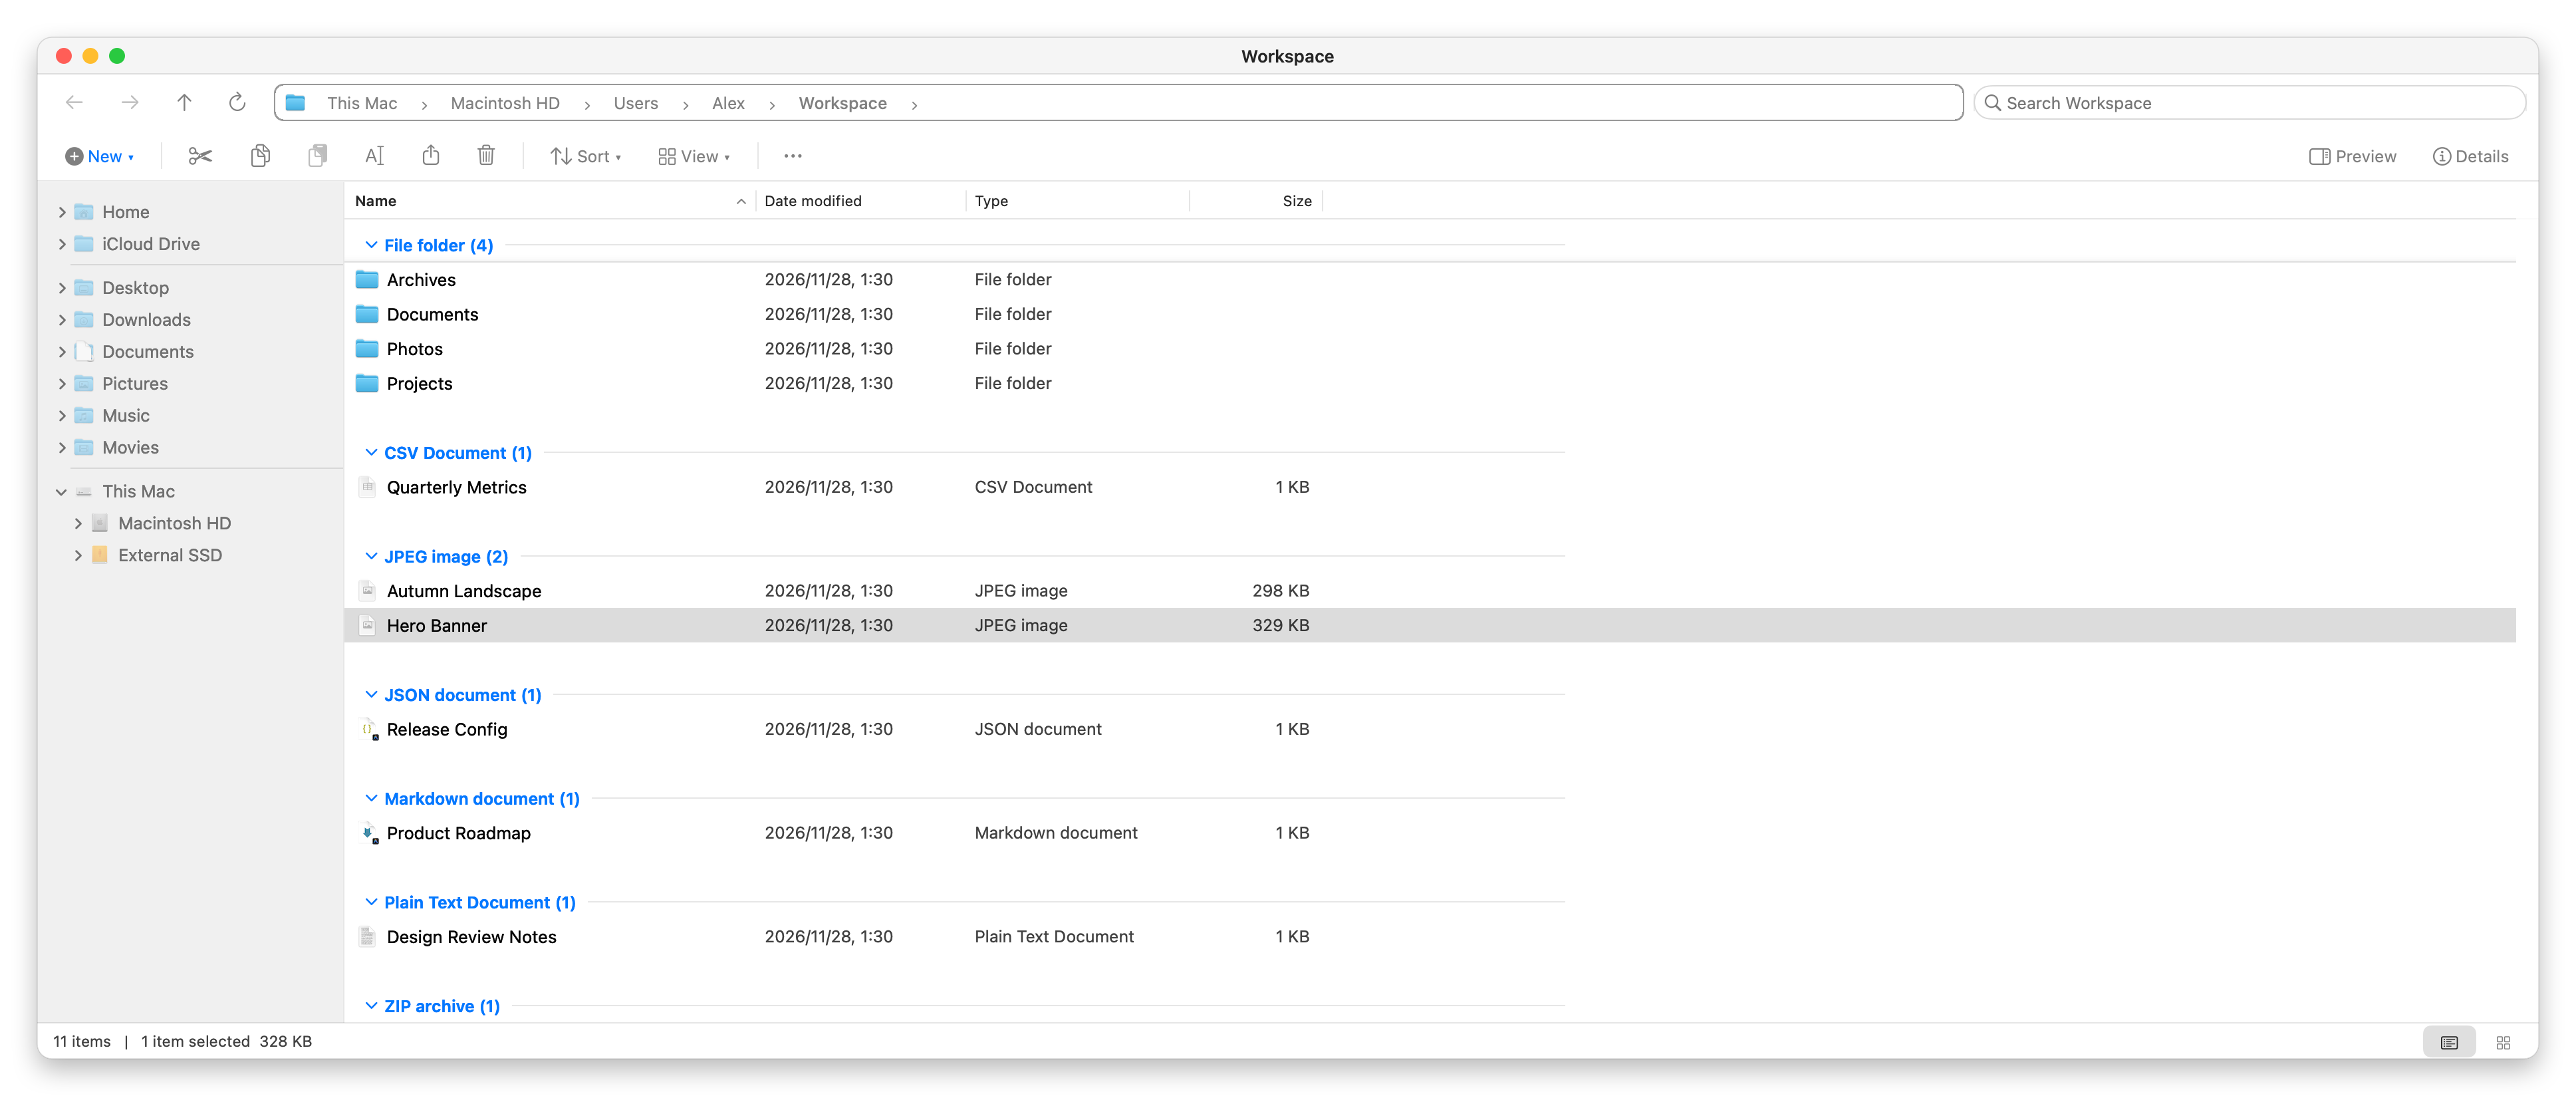 Workspace
This Mac › Macintosh HD › Users › Alex › Workspace ›
Search Workspace
New
Sort
View
Preview
Details
Home
iCloud Drive
Desktop
Downloads
Documents
Pictures
Music
Movies
This Mac
Macintosh HD
External SSD
Name Date modified Type Size
File folder (4)
Archives 2026/11/28, 1:30 File folder
Documents 2026/11/28, 1:30 File folder
Photos 2026/11/28, 1:30 File folder
Projects 2026/11/28, 1:30 File folder
CSV Document (1)
Quarterly Metrics 2026/11/28, 1:30 CSV Document 1 KB
JPEG image (2)
Autumn Landscape 2026/11/28, 1:30 JPEG image 298 KB
Hero Banner 2026/11/28, 1:30 JPEG image 329 KB
JSON document (1)
Release Config 2026/11/28, 1:30 JSON document 1 KB
Markdown document (1)
Product Roadmap 2026/11/28, 1:30 Markdown document 1 KB
Plain Text Document (1)
Design Review Notes 2026/11/28, 1:30 Plain Text Document 1 KB
ZIP archive (1)
11 items | 1 item selected 328 KB